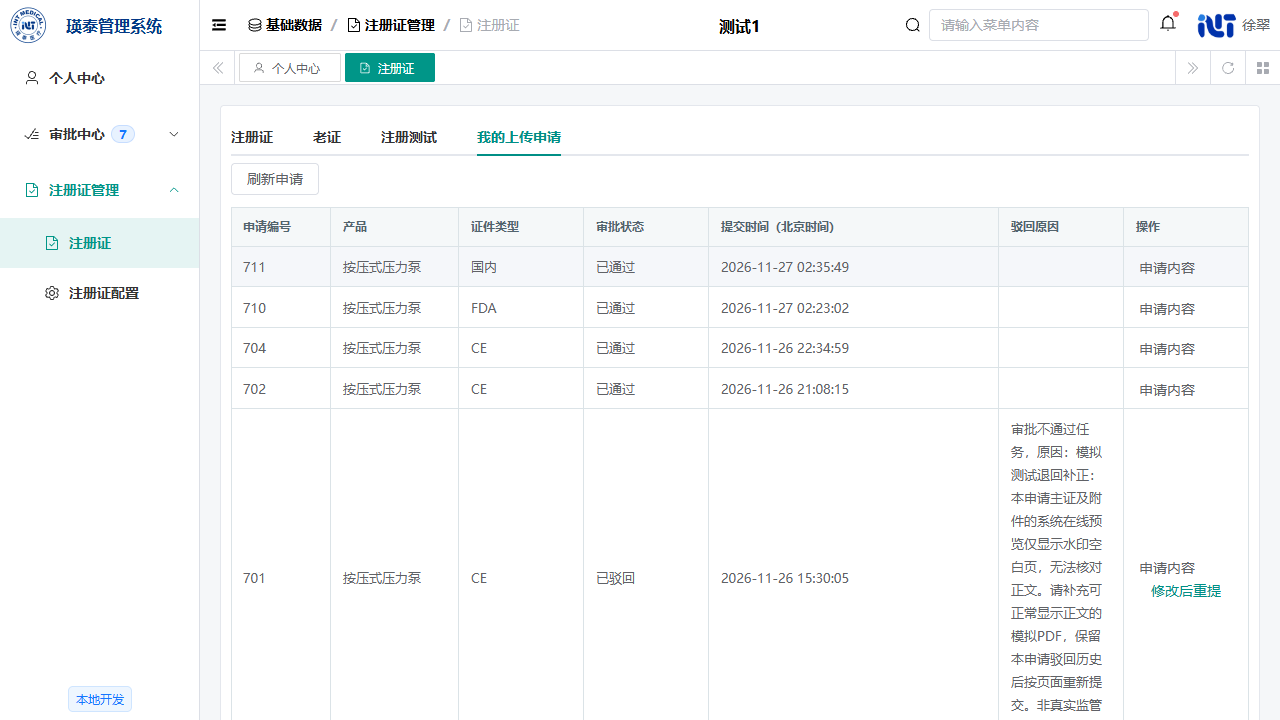 INT MEDICAL
瑛泰医疗
瑛泰管理系统
基础数据 / 注册证管理 / 注册证
测试1
请输入菜单内容
INT
徐翠
个人中心
注册证
个人中心
审批中心 7
注册证管理
注册证
注册证配置
本地开发
注册证 老证 注册测试 我的上传申请
刷新申请
申请编号 产品 证件类型 审批状态 提交时间（北京时间） 驳回原因 操作
711 按压式压力泵 国内 已通过 2026-11-27 02:35:49 申请内容
710 按压式压力泵 FDA 已通过 2026-11-27 02:23:02 申请内容
704 按压式压力泵 CE 已通过 2026-11-26 22:34:59 申请内容
702 按压式压力泵 CE 已通过 2026-11-26 21:08:15 申请内容
701 按压式压力泵 CE 已驳回 2026-11-26 15:30:05
审批不通过任
务，原因：模拟
测试退回补正：
本申请主证及附
件的系统在线预
览仅显示水印空
白页，无法核对
正文。请补充可
正常显示正文的
模拟PDF，保留
本申请驳回历史
后按页面重新提
交。非真实监管
申请内容
修改后重提